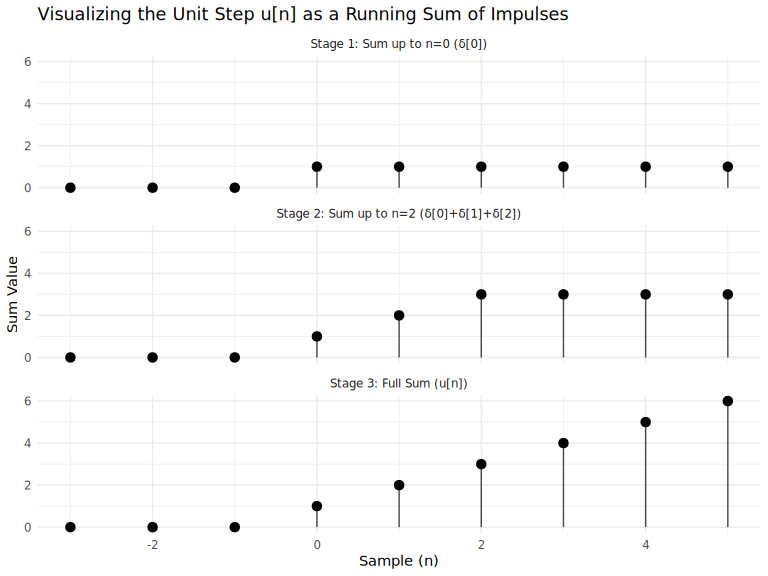 Visualizing the Unit Step u[n] as a Running Sum of Impulses
Stage 1: Sum up to n=0 (δ[0])
6
4
2
0
Stage 2: Sum up to n=2 (δ[0]+δ[1]+δ[2])
6
4
2
0
Sum Value
Stage 3: Full Sum (u[n])
6
4
2
0
-2 0 2 4
Sample (n)